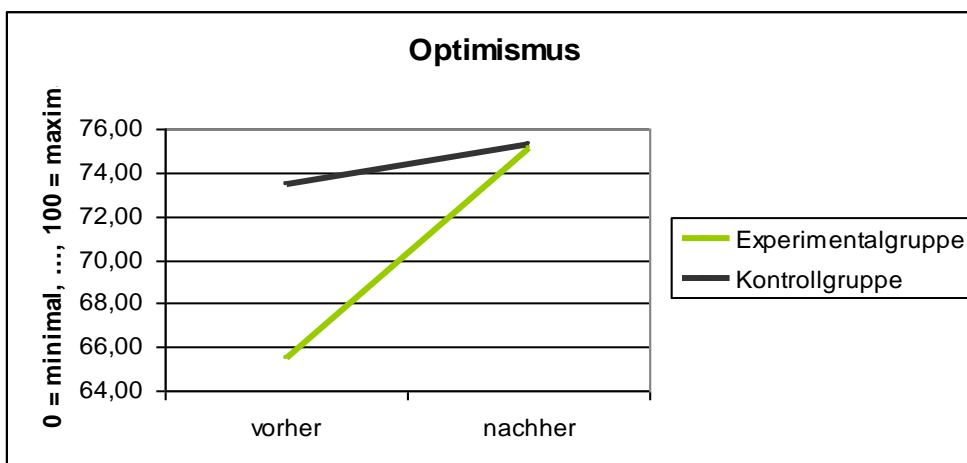 Optimismus
0 = minimal, ..., 100 = maxim
76,00
74,00
72,00
70,00
68,00
66,00
64,00
vorher
nachher
Experimentalgruppe
Kontrollgruppe